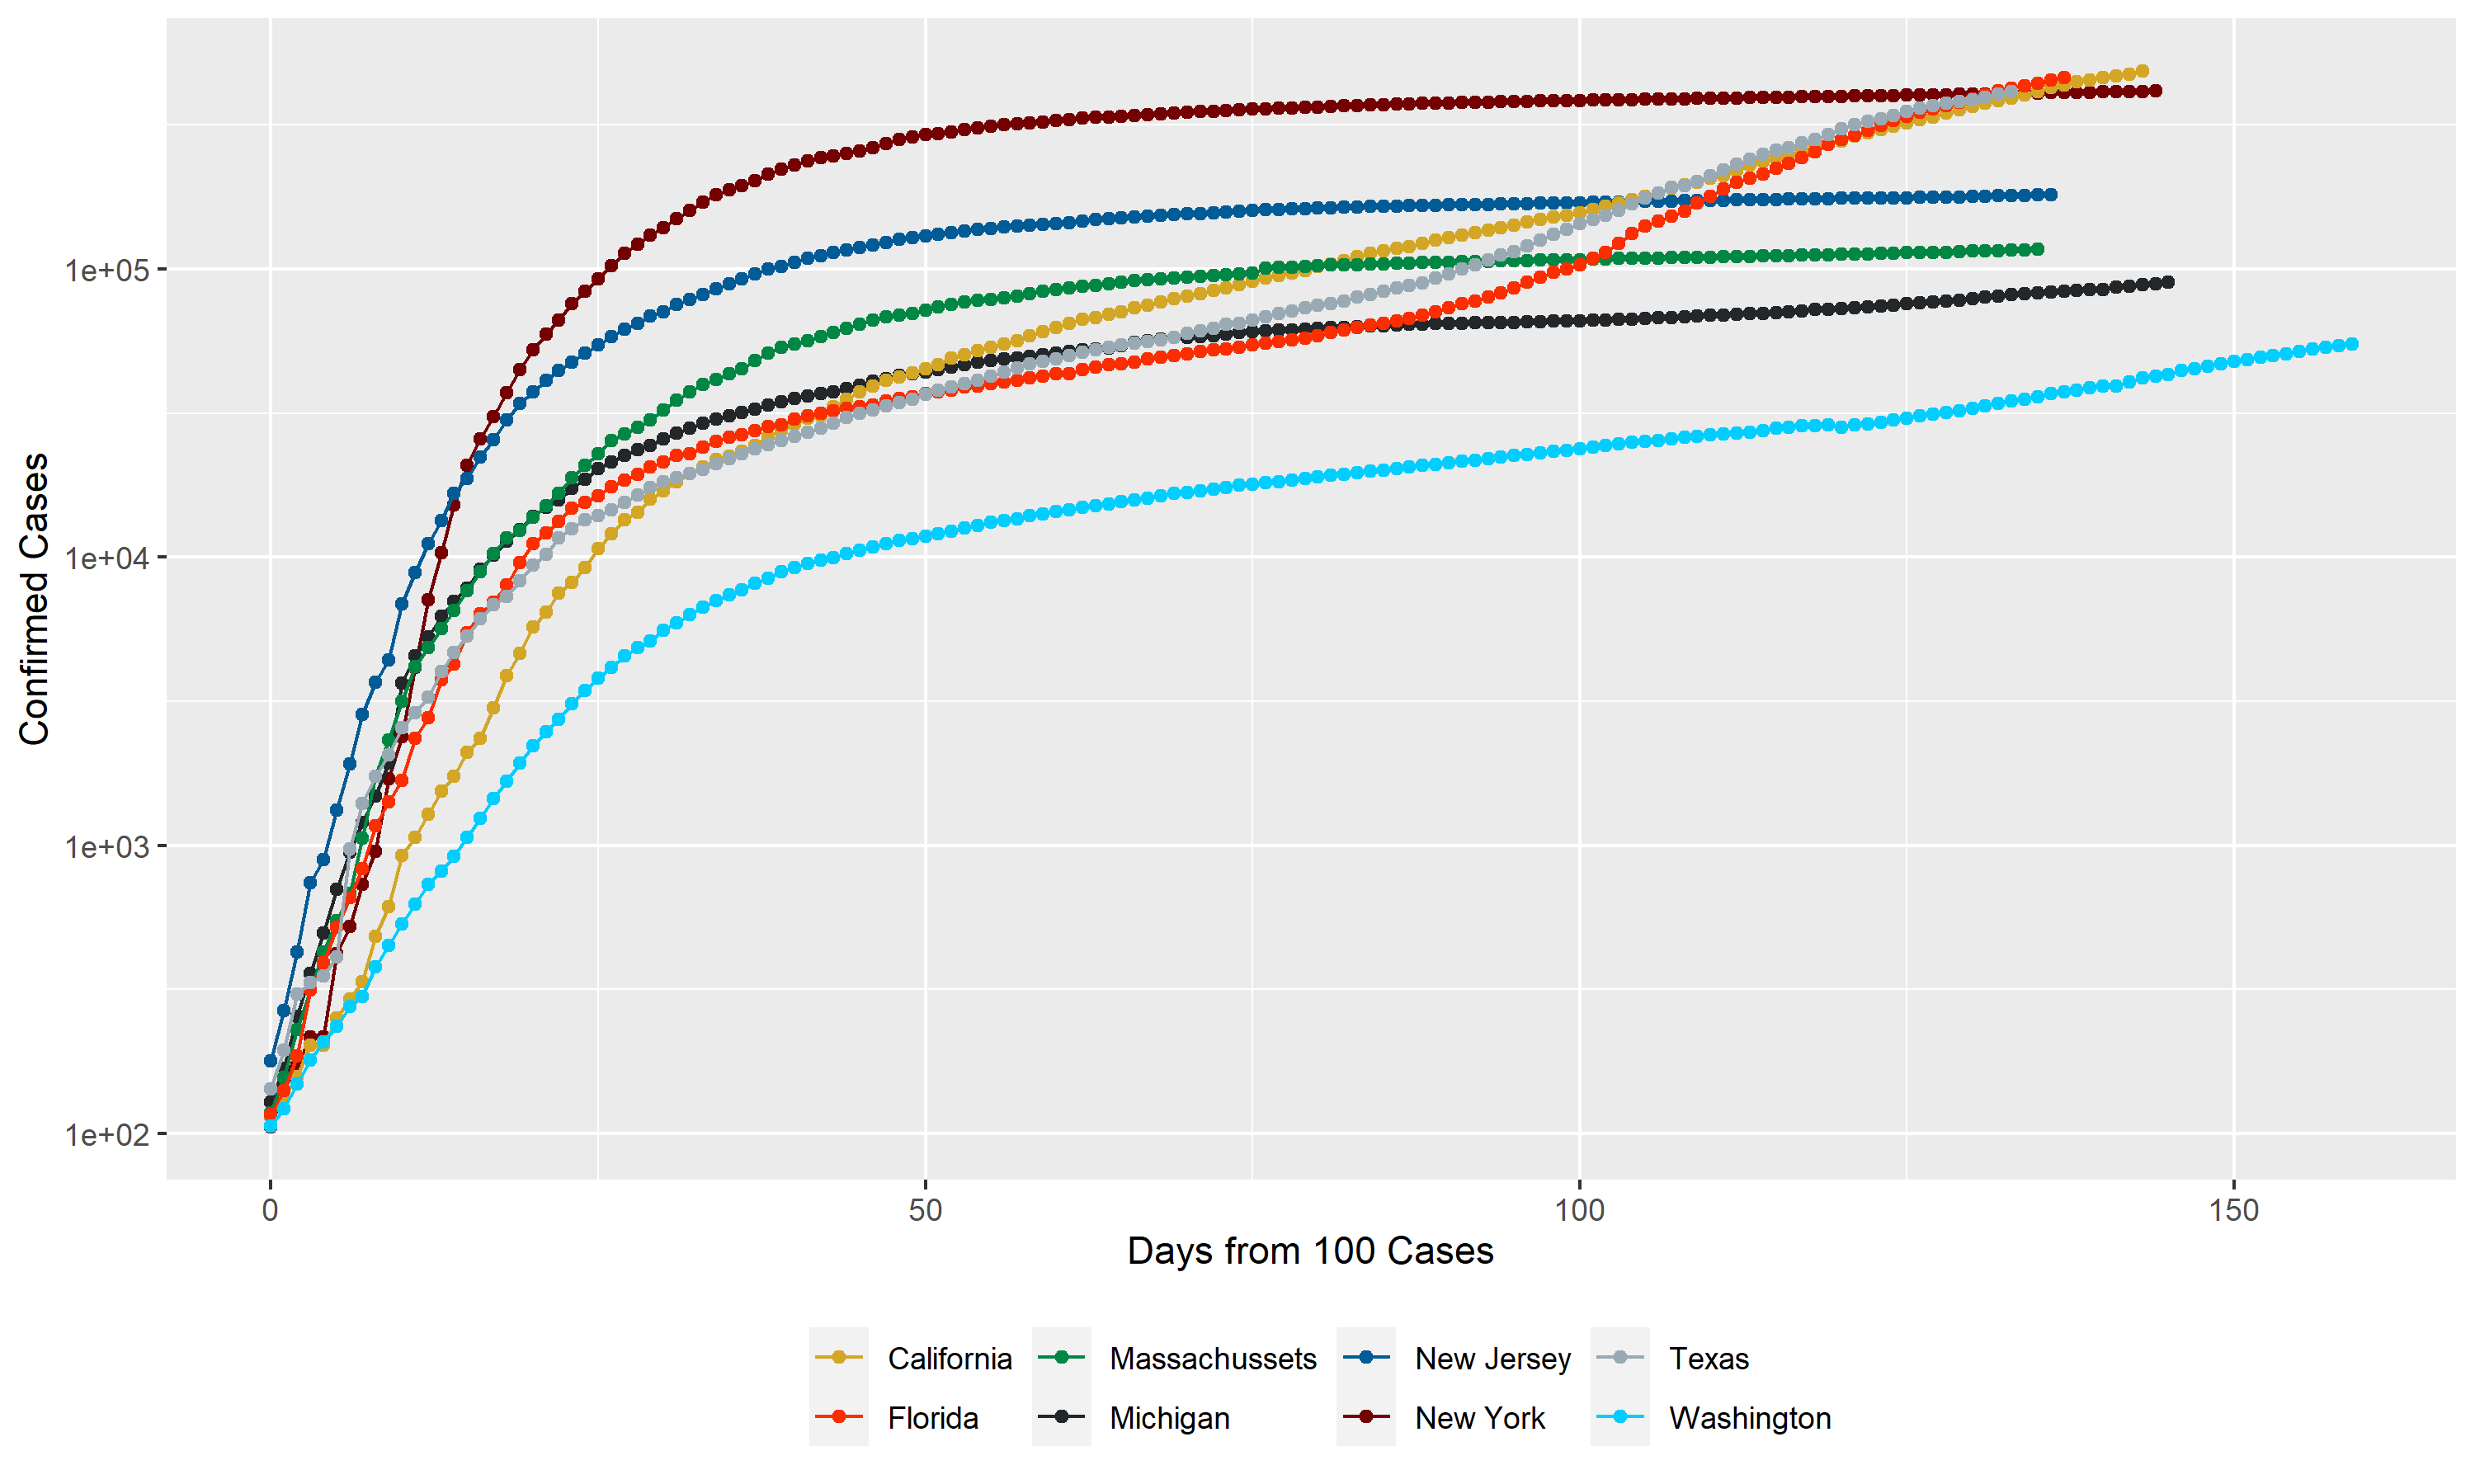 Confirmed Cases
1e+05
1e+04
1e+03
1e+02
0 50 100 150
Days from 100 Cases
California Massachussets New Jersey Texas
Florida Michigan New York Washington